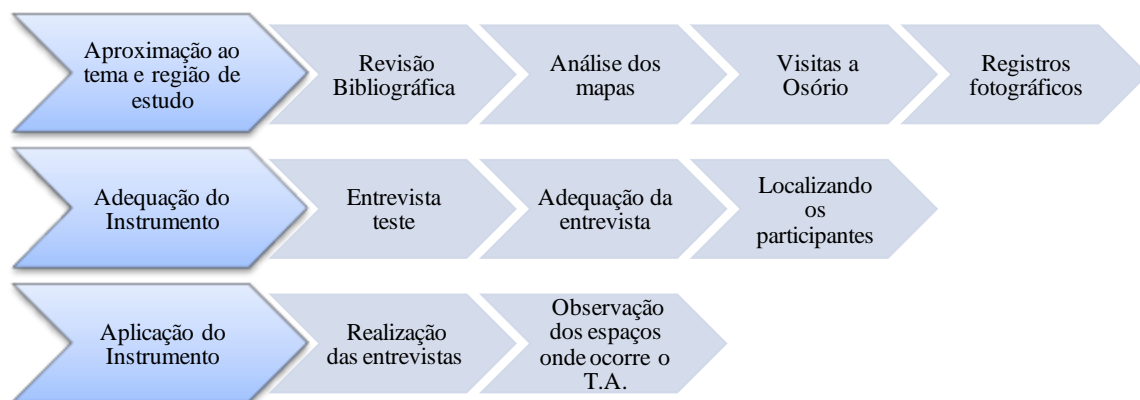 Aproximação ao
tema e região de
estudo
Revisão
Bibliográfica
Análise dos
mapas
Visitas a
Osório
Registros
fotográficos
Adequação do
Instrumento
Entrevista
teste
Adequação da
entrevista
Localizando
os
participantes
Aplicação do
Instrumento
Realização
das entrevistas
Observação
dos espaços
onde ocorre o
T.A.